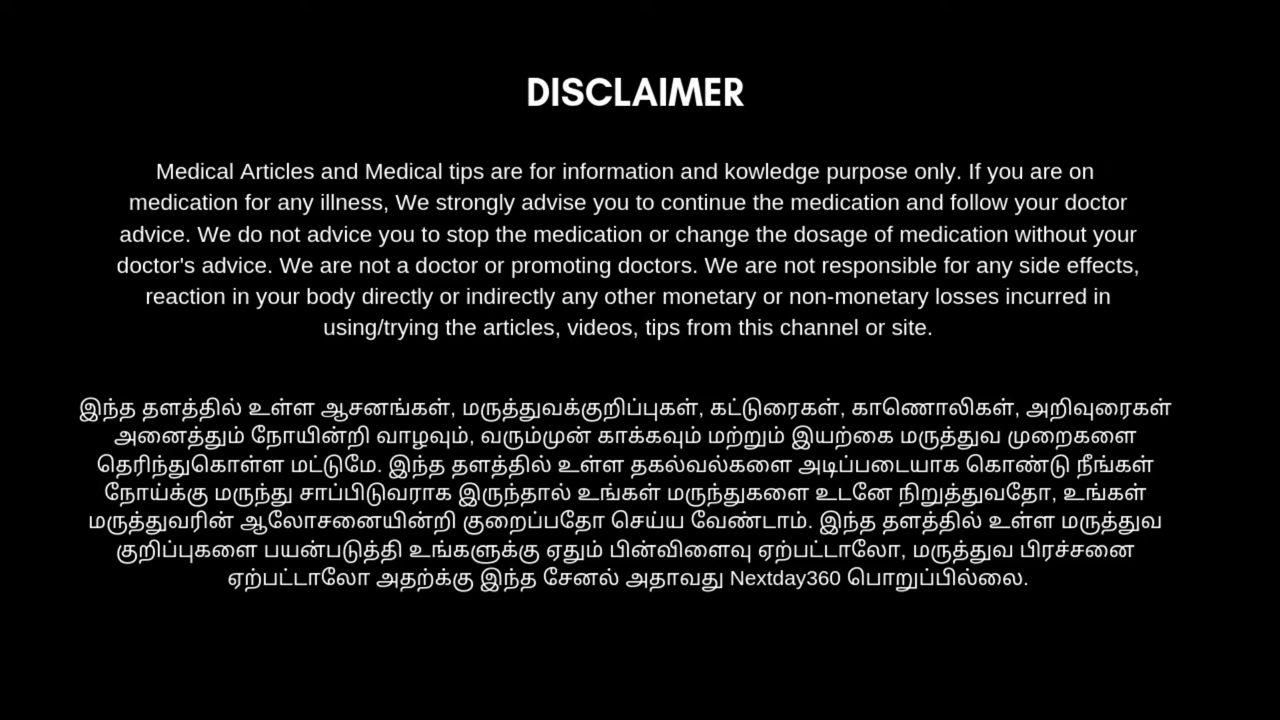 DISCLAIMER
Medical Articles and Medical tips are for information and kowledge purpose only. If you are on
medication for any illness, We strongly advise you to continue the medication and follow your doctor
advice. We do not advice you to stop the medication or change the dosage of medication without your
doctor's advice. We are not a doctor or promoting doctors. We are not responsible for any side effects,
reaction in your body directly or indirectly any other monetary or non-monetary losses incurred in
using/trying the articles, videos, tips from this channel or site.
இந்த தளத்தில் உள்ள ஆசனங்கள், மருத்துவக்குறிப்புகள், கட்டுரைகள், காணொலிகள், அறிவுரைகள்
அனைத்தும் நோயின்றி வாழவும், வரும்முன் காக்கவும் மற்றும் இயற்கை மருத்துவ முறைகளை
தெரிந்துகொள்ள மட்டுமே. இந்த தளத்தில் உள்ள தகல்வல்களை அடிப்படையாக கொண்டு நீங்கள்
நோய்க்கு மருந்து சாப்பிடுவராக இருந்தால் உங்கள் மருந்துகளை உடனே நிறுத்துவதோ, உங்கள்
மருத்துவரின் ஆலோசனையின்றி குறைப்பதோ செய்ய வேண்டாம். இந்த தளத்தில் உள்ள மருத்துவ
குறிப்புகளை பயன்படுத்தி உங்களுக்கு ஏதும் பின்விளைவு ஏற்பட்டாலோ, மருத்துவ பிரச்சனை
ஏற்பட்டாலோ அதற்க்கு இந்த சேனல் அதாவது Nextday360 பொறுப்பில்லை.